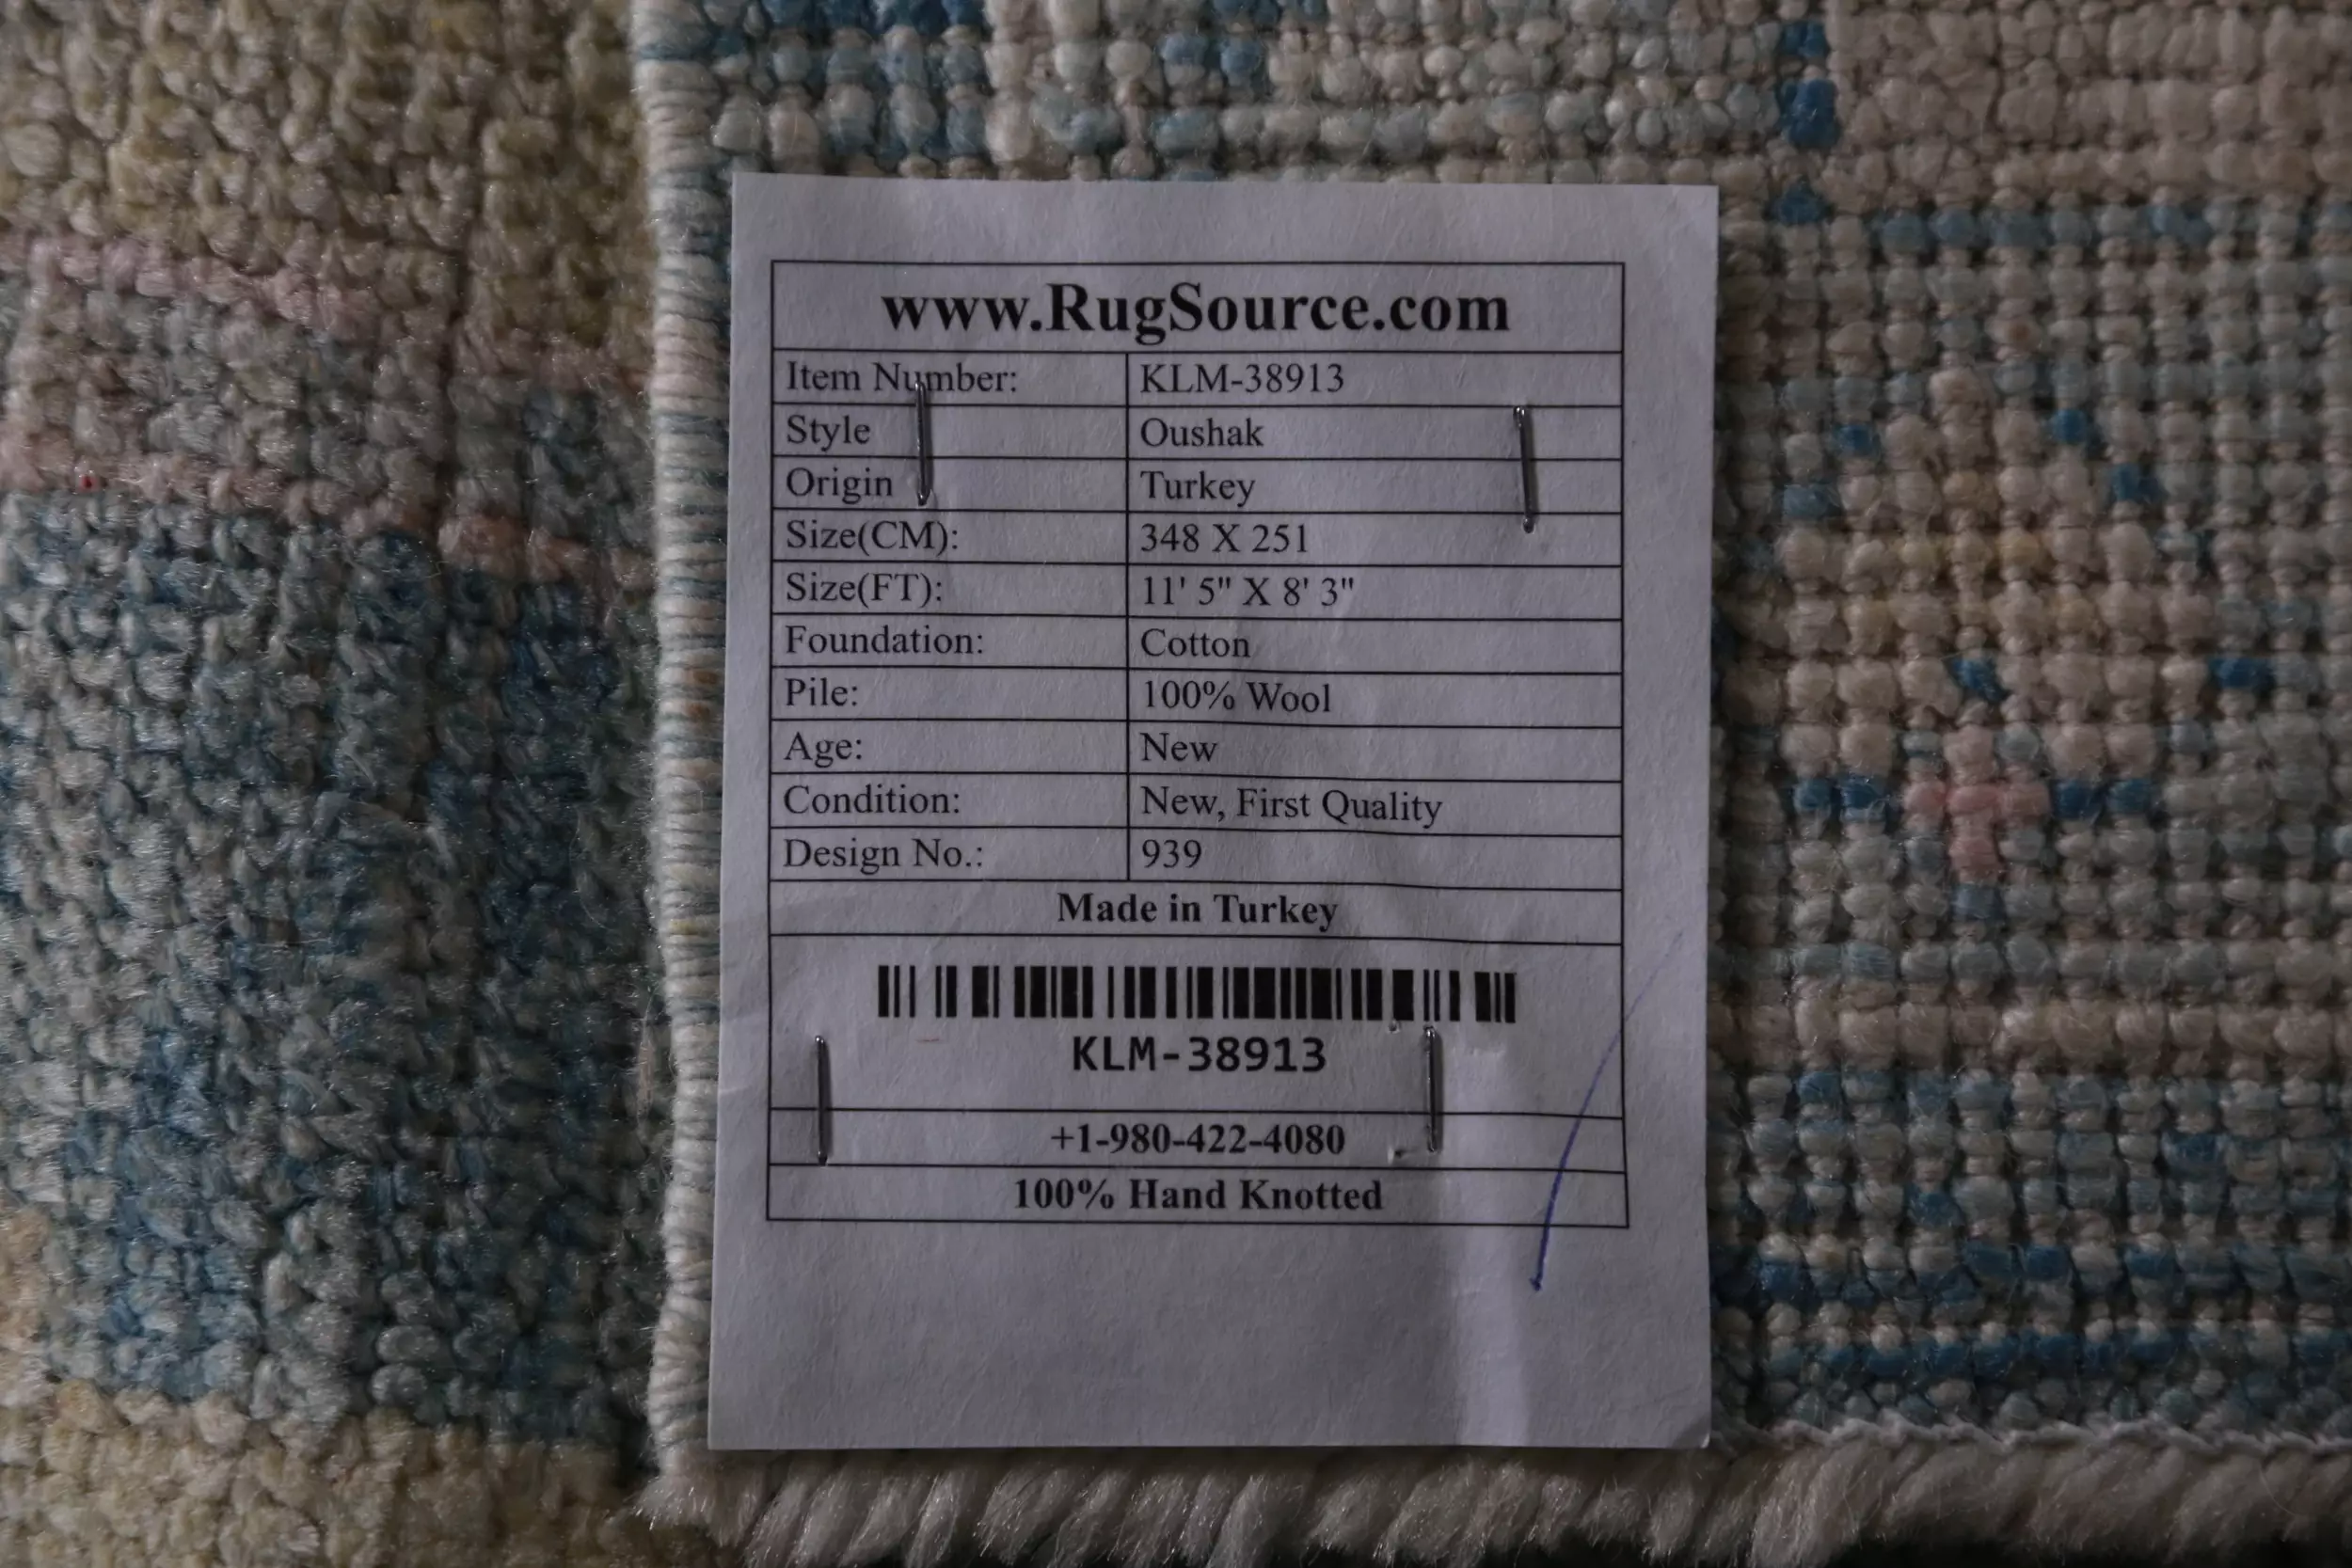 www.RugSource.com
Item Number: KLM-38913
Style Oushak
Origin Turkey
Size(CM): 348 X 251
Size(FT): 11' 5" X 8' 3"
Foundation: Cotton
Pile: 100% Wool
Age: New
Condition: New, First Quality
Design No.: 939
Made in Turkey
KLM-38913
+1-980-422-4080
100% Hand Knotted